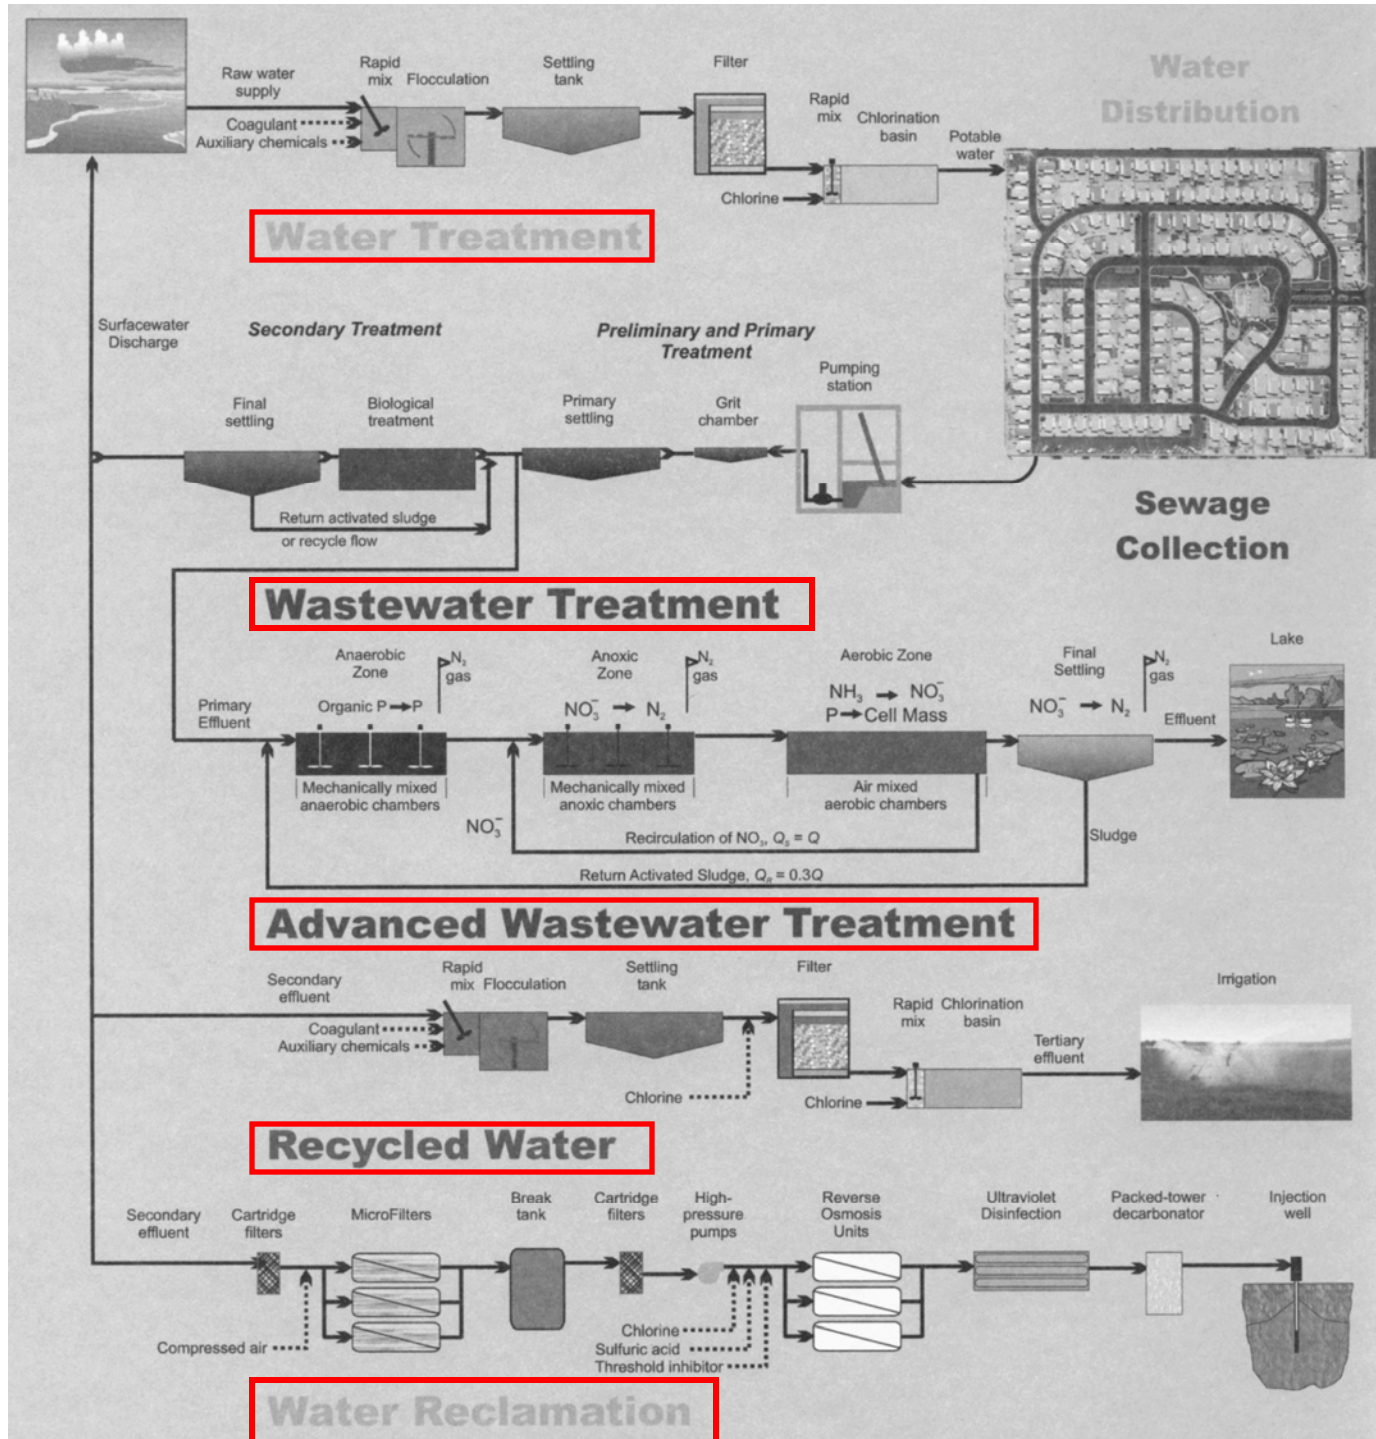 Raw water
supply
Coagulant
Auxiliary chemicals
Rapid
mix
Flocculation
Settling
tank
Filter
Rapid
mix
Chlorination
basin
Chlorine
Potable
water
Water
Distribution
Water Treatment
Surfacewater
Discharge
Secondary Treatment
Preliminary and Primary
Treatment
Final
settling
Biological
treatment
Primary
settling
Grit
chamber
Pumping
station
Return activated sludge
or recycle flow
Sewage
Collection
Wastewater Treatment
Primary
Effluent
Anaerobic
Zone
N₂
gas
Organic P → P
Mechanically mixed
anaerobic chambers
Anoxic
Zone
N₂
gas
NO₃⁻ → N₂
Mechanically mixed
anoxic chambers
Aerobic Zone
NH₃ → NO₃⁻
P → Cell Mass
Air mixed
aerobic chambers
Final
Settling
N₂
gas
NO₃⁻ → N₂
Effluent
Lake
NO₃⁻
Recirculation of NO₃, Qₛ = Q
Sludge
Return Activated Sludge, Q_R = 0.3Q
Advanced Wastewater Treatment
Secondary
effluent
Coagulant
Auxiliary chemicals
Rapid
mix
Flocculation
Settling
tank
Chlorine
Filter
Rapid
mix
Chlorination
basin
Chlorine
Tertiary
effluent
Irrigation
Recycled Water
Secondary
effluent
Cartridge
filters
Compressed air
MicroFilters
Break
tank
Cartridge
filters
High-
pressure
pumps
Chlorine
Sulfuric acid
Threshold inhibitor
Reverse
Osmosis
Units
Ultraviolet
Disinfection
Packed-tower
decarbonator
Injection
well
Water Reclamation